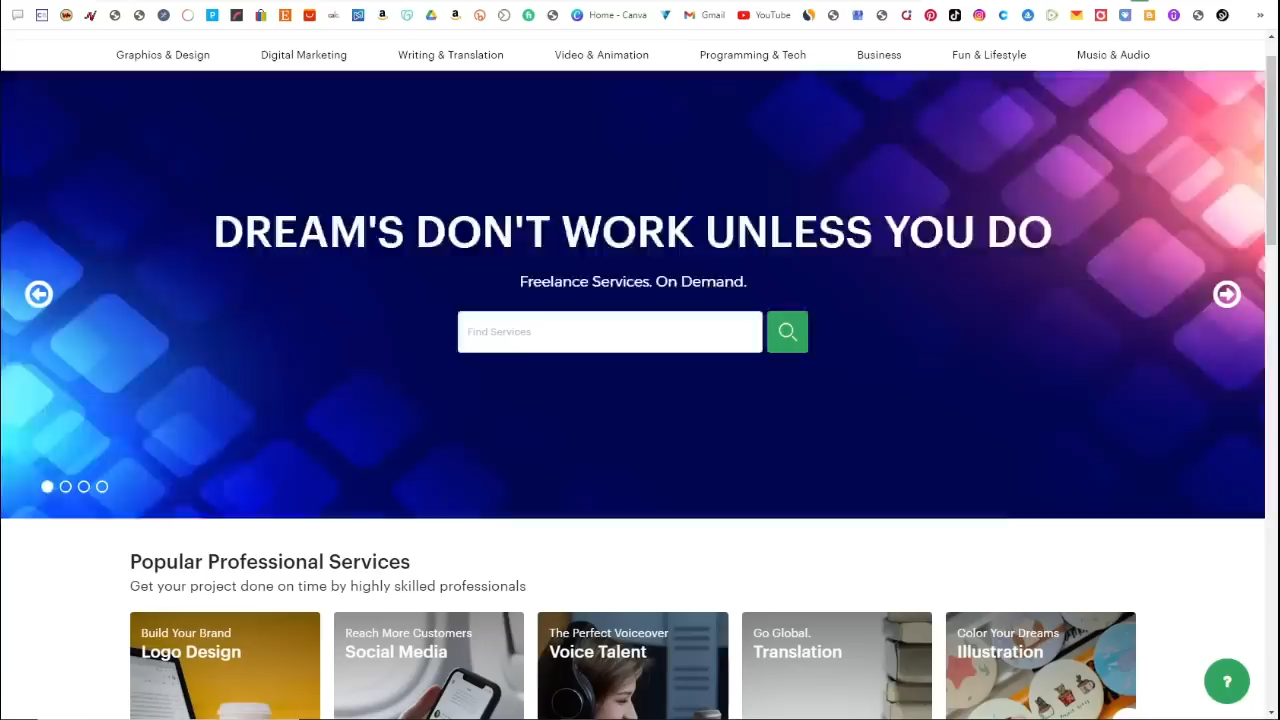 Home - Canva Gmail YouTube
Graphics & Design Digital Marketing Writing & Translation Video & Animation Programming & Tech Business Fun & Lifestyle Music & Audio
DREAM'S DON'T WORK UNLESS YOU DO
Freelance Services. On Demand.
Find Services
Popular Professional Services
Get your project done on time by highly skilled professionals
Build Your Brand
Logo Design
Reach More Customers
Social Media
The Perfect Voiceover
Voice Talent
Go Global.
Translation
Color Your Dreams
Illustration
?